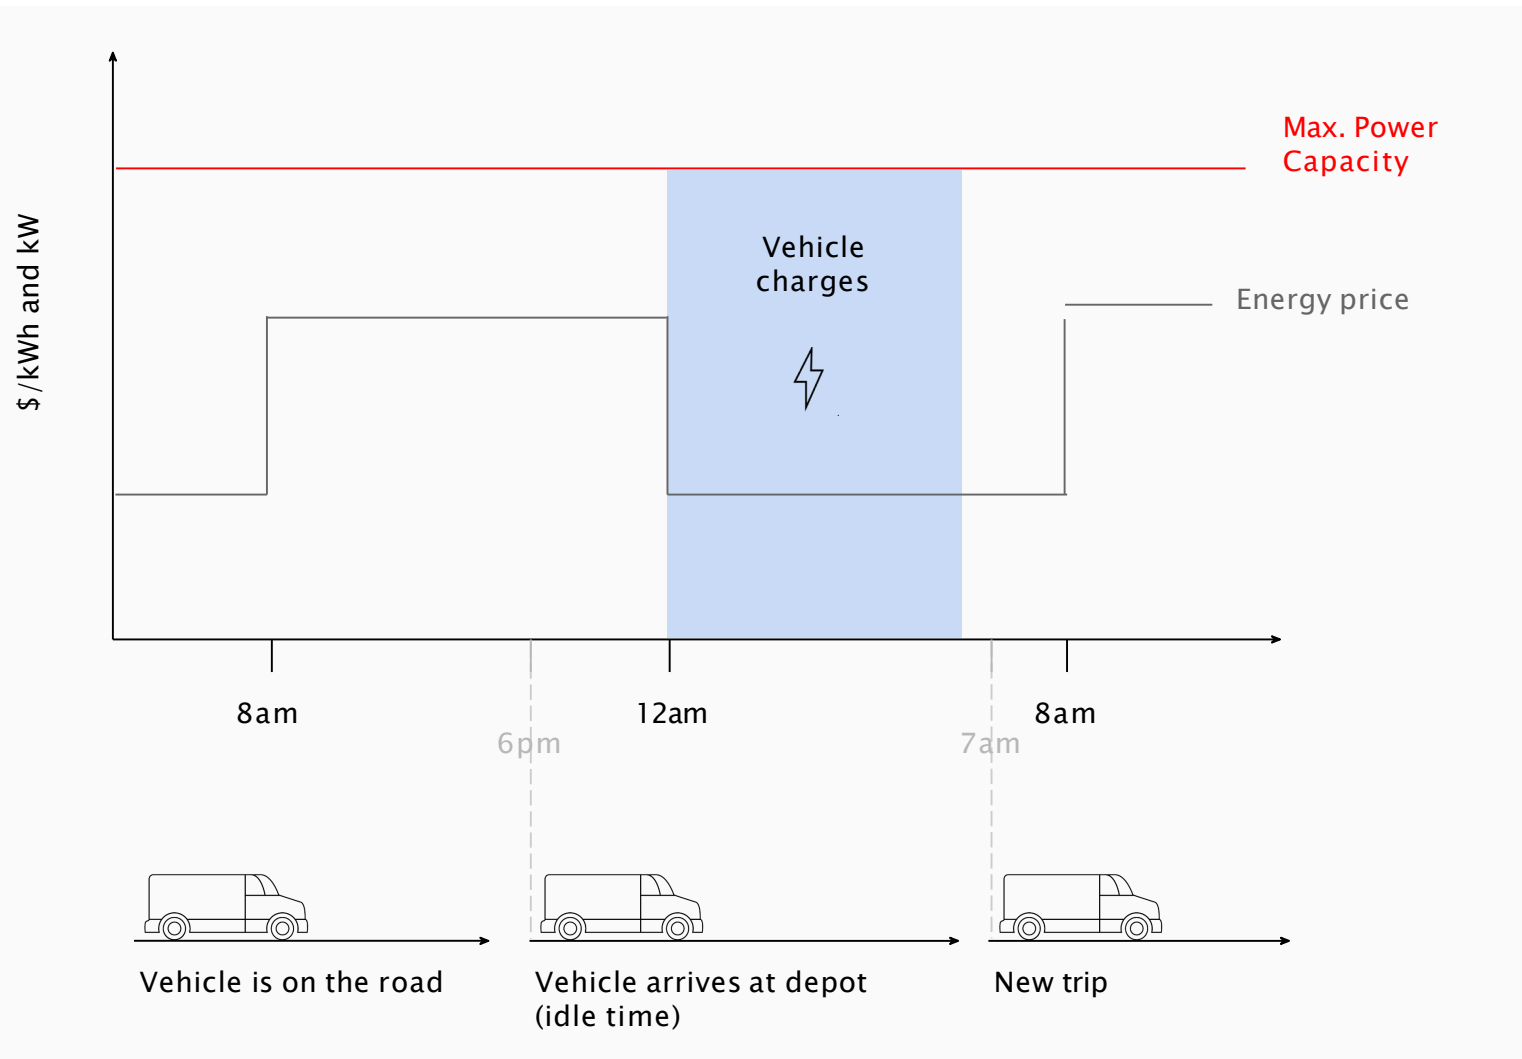 Max. Power
Capacity
$/kWh and kW
Vehicle
charges
Energy price
8am
12am
8am
6pm
7am
Vehicle is on the road
Vehicle arrives at depot
(idle time)
New trip